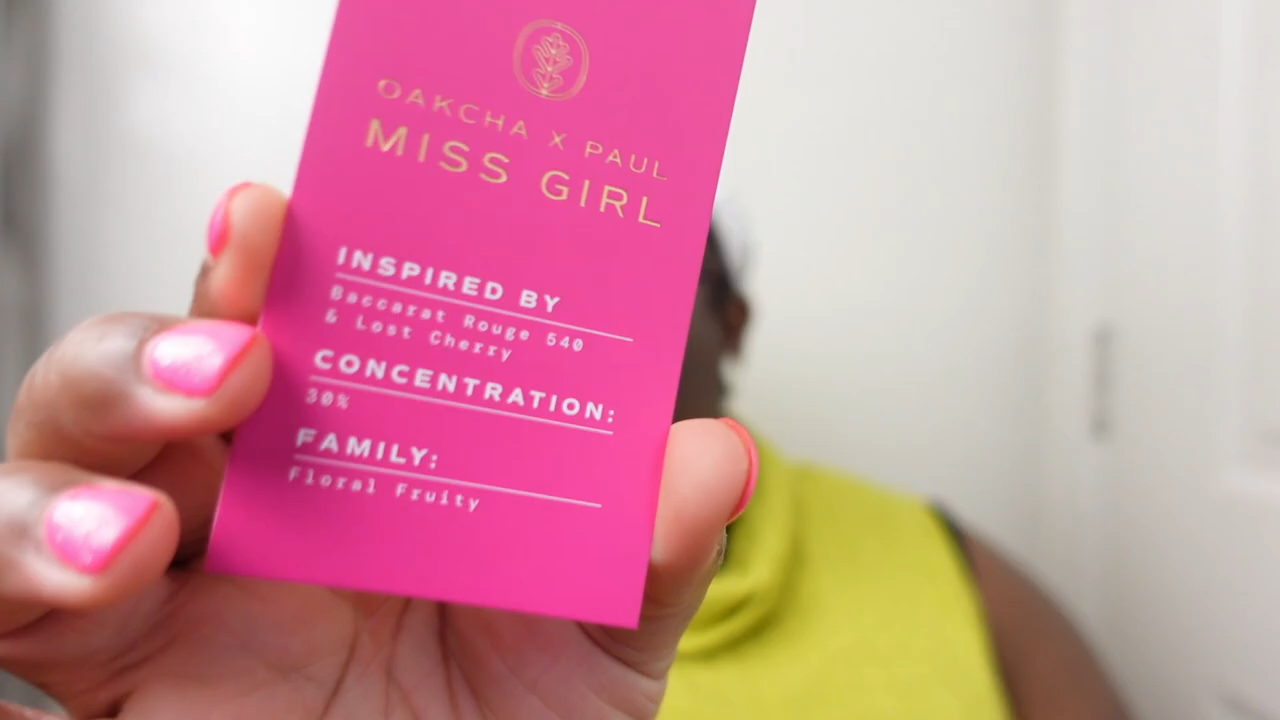 OAKCHA X PAUL
MISS GIRL
INSPIRED BY
Baccarat Rouge 540
& Lost Cherry
CONCENTRATION:
30%
FAMILY:
Floral Fruity